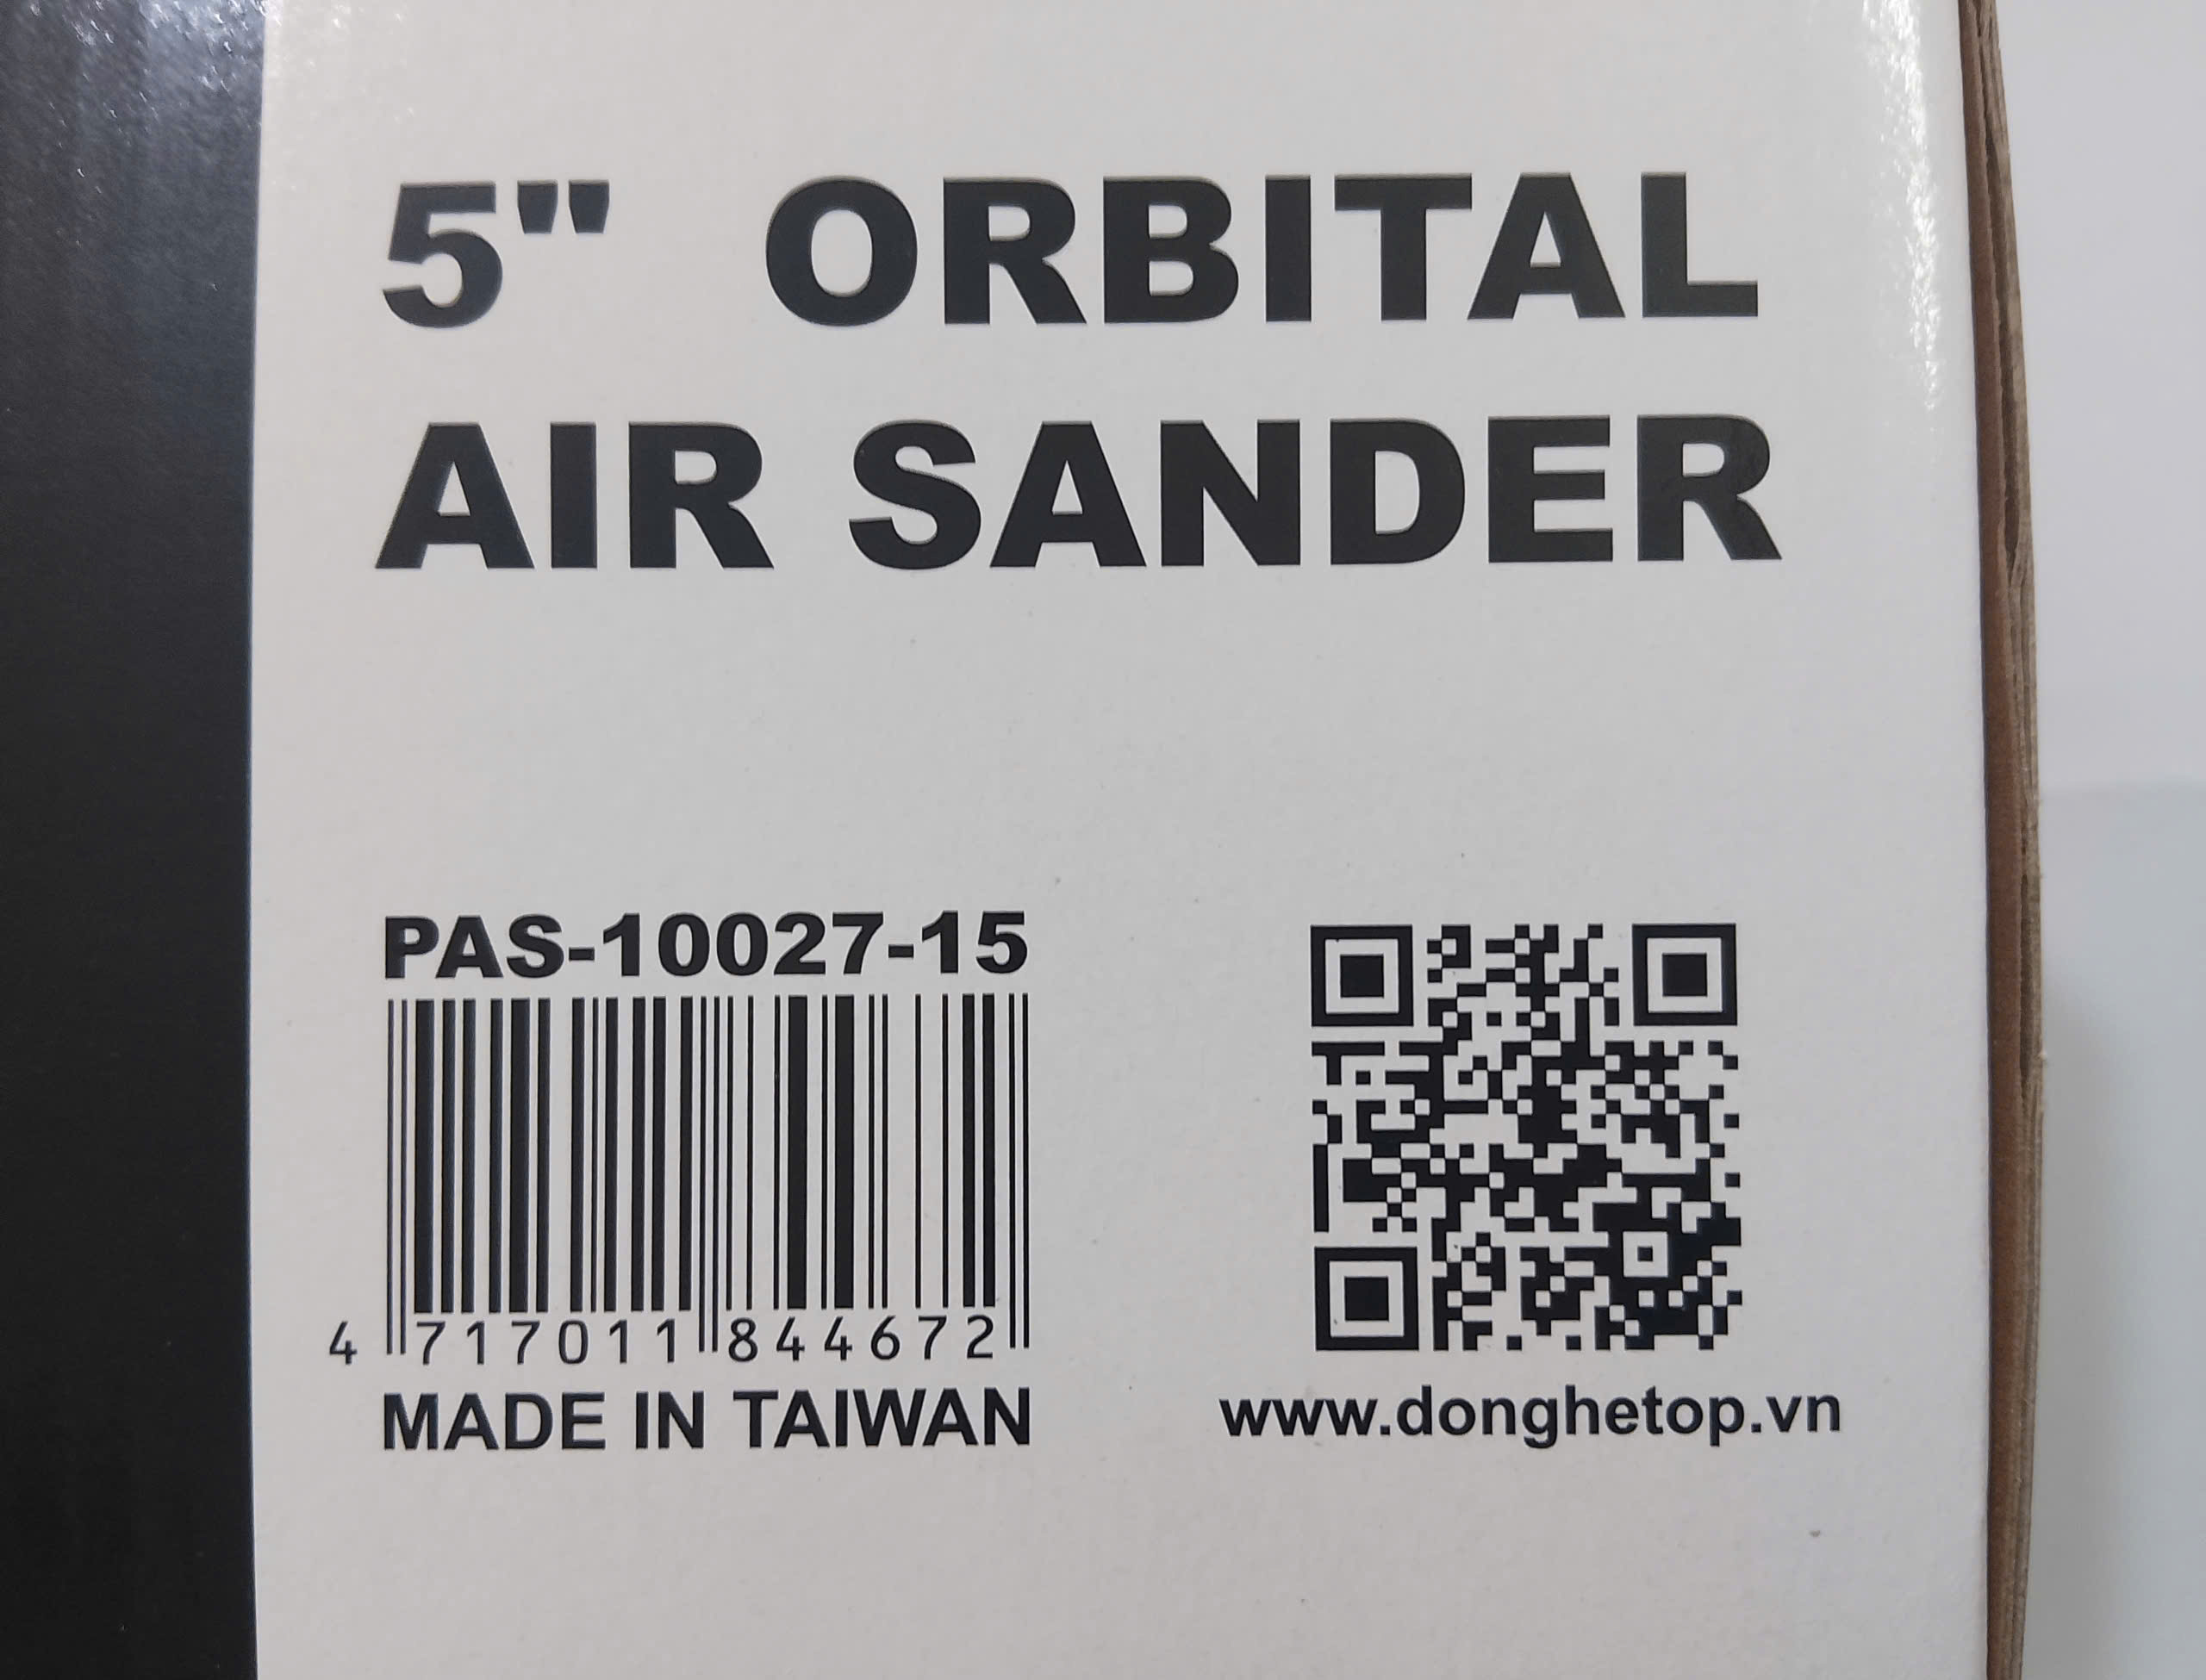 5" ORBITAL
AIR SANDER
PAS-10027-15
4 717011 844672
MADE IN TAIWAN
www.donghetop.vn